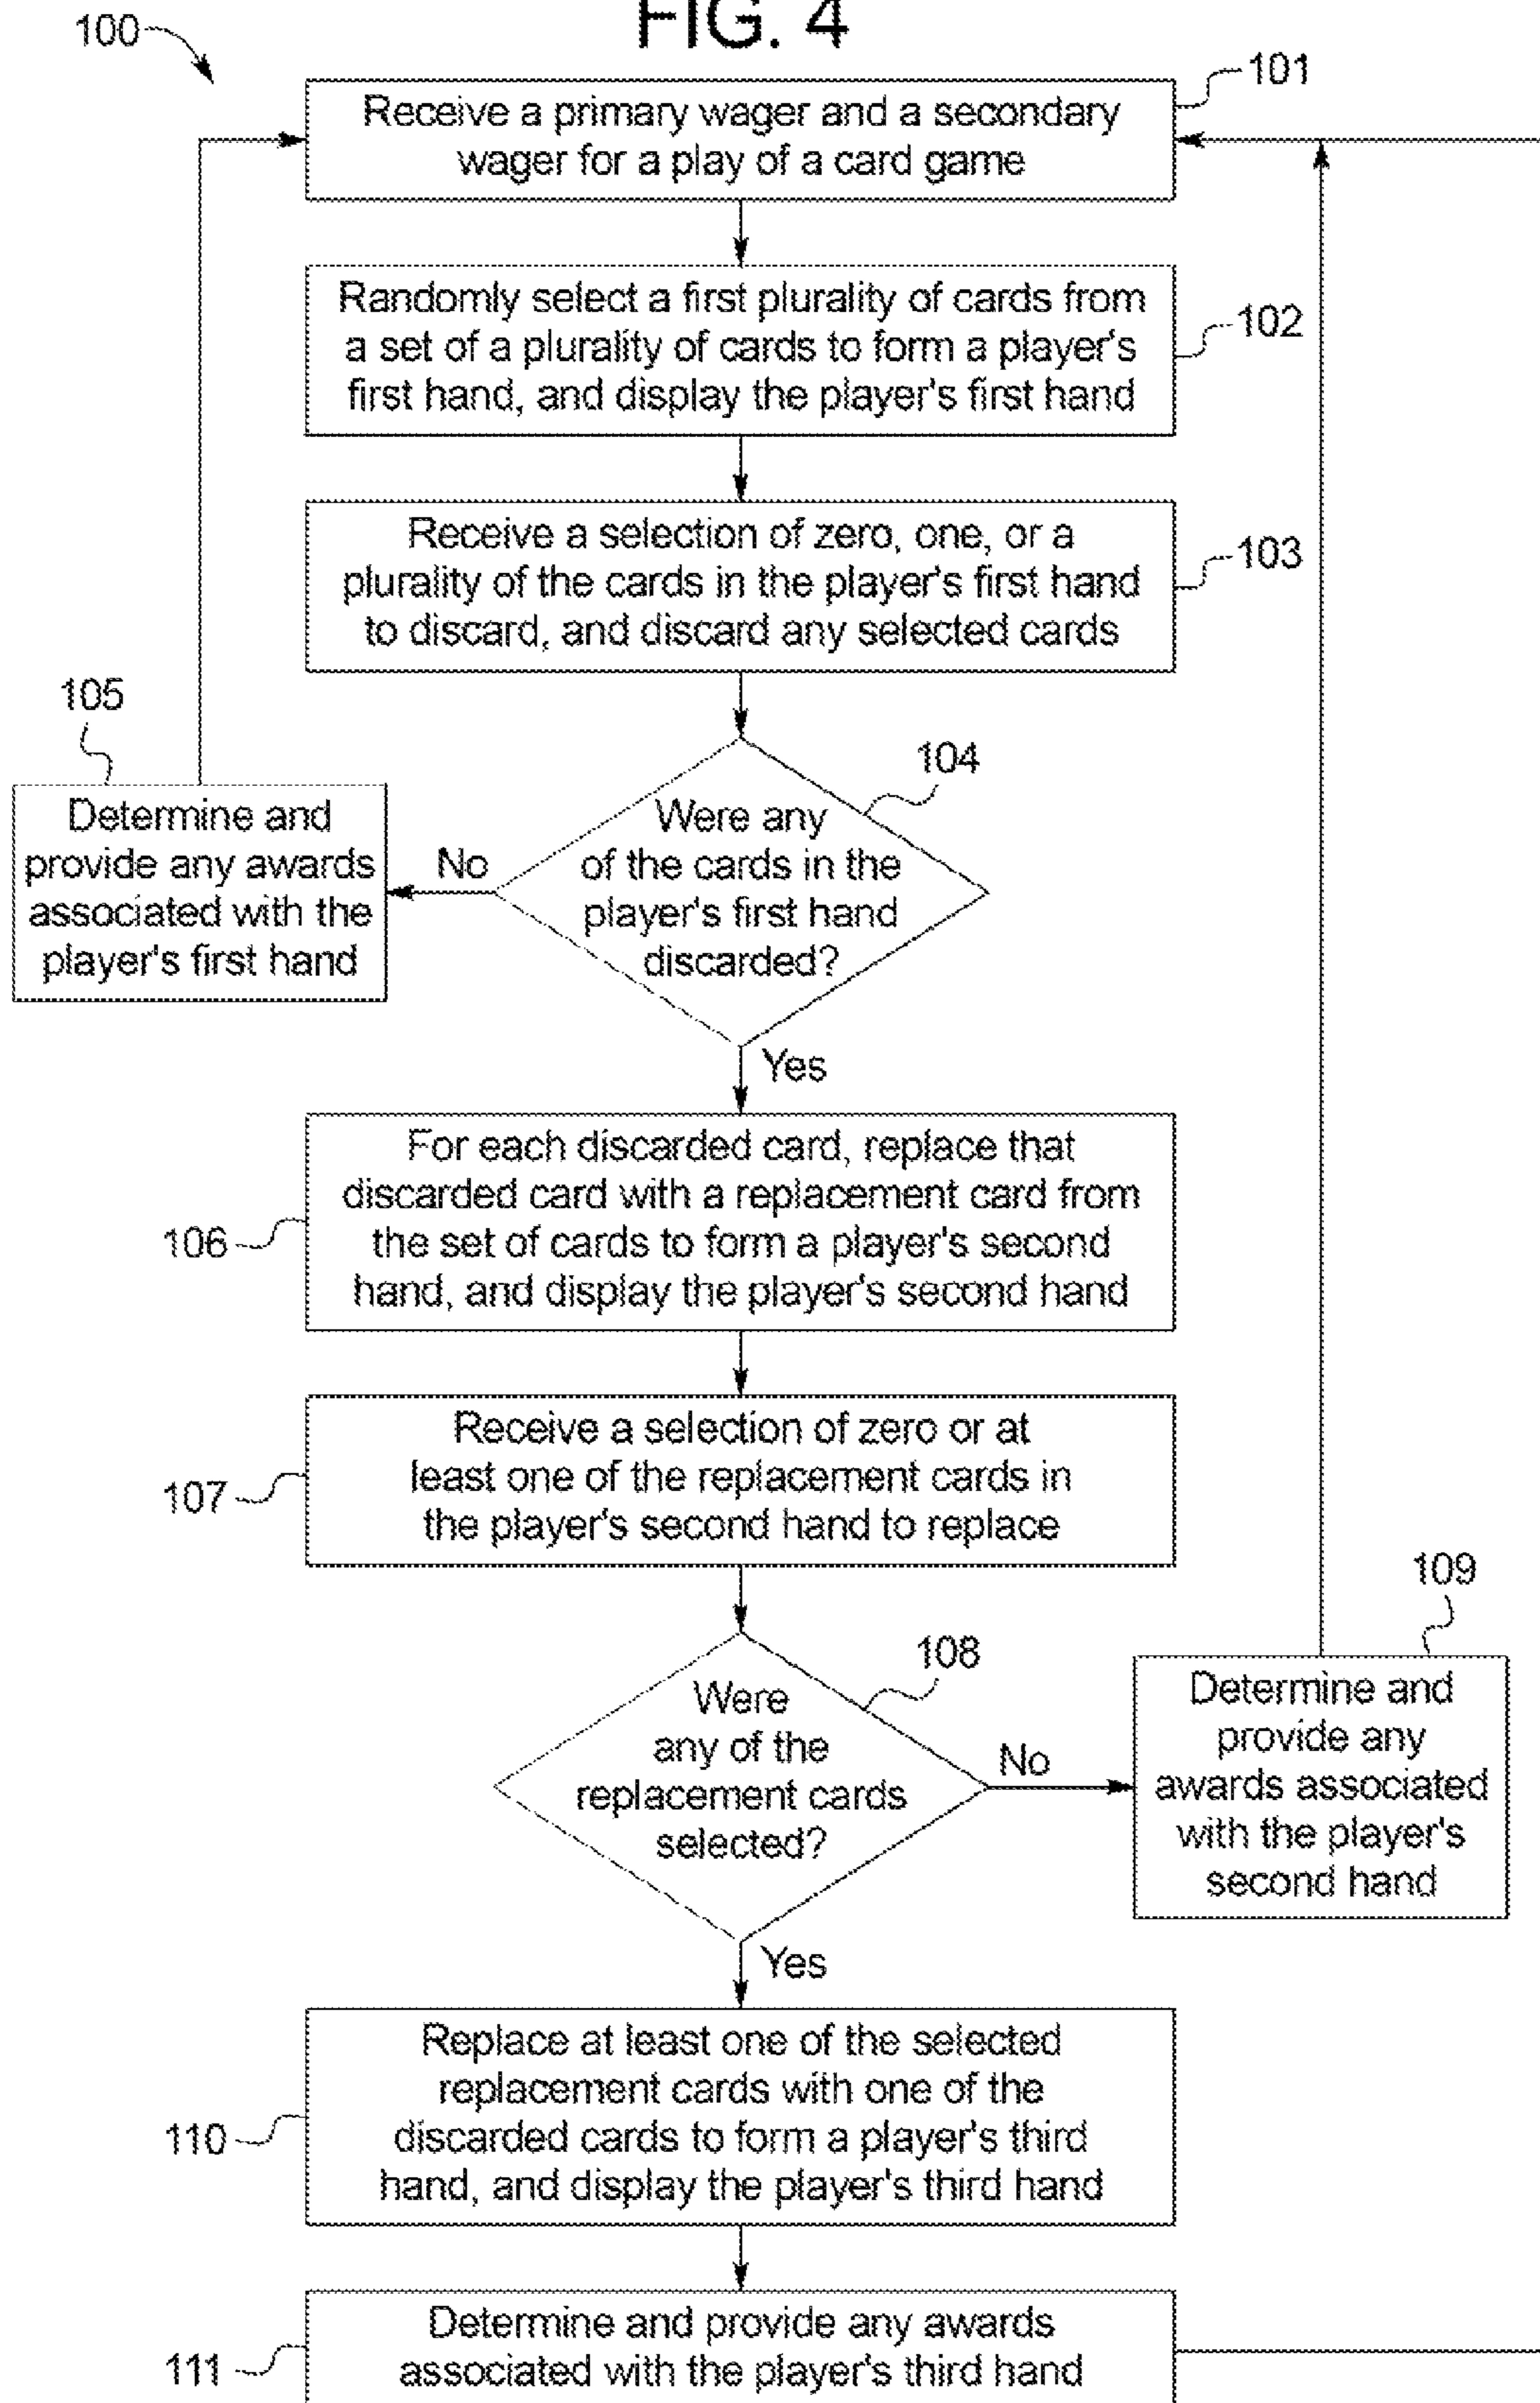 FIG. 4
100
101
Receive a primary wager and a secondary
wager for a play of a card game
Randomly select a first plurality of cards from
a set of a plurality of cards to form a player's
first hand, and display the player's first hand
102
Receive a selection of zero, one, or a
plurality of the cards in the player's first hand
to discard, and discard any selected cards
103
104
Were any
of the cards in the
player's first hand
discarded?
No
105
Determine and
provide any awards
associated with the
player's first hand
Yes
For each discarded card, replace that
discarded card with a replacement card from
the set of cards to form a player's second
hand, and display the player's second hand
106
Receive a selection of zero or at
least one of the replacement cards in
the player's second hand to replace
107
108
Were
any of the
replacement cards
selected?
No
109
Determine and
provide any
awards associated
with the player's
second hand
Yes
Replace at least one of the selected
replacement cards with one of the
discarded cards to form a player's third
hand, and display the player's third hand
110
Determine and provide any awards
associated with the player's third hand
111